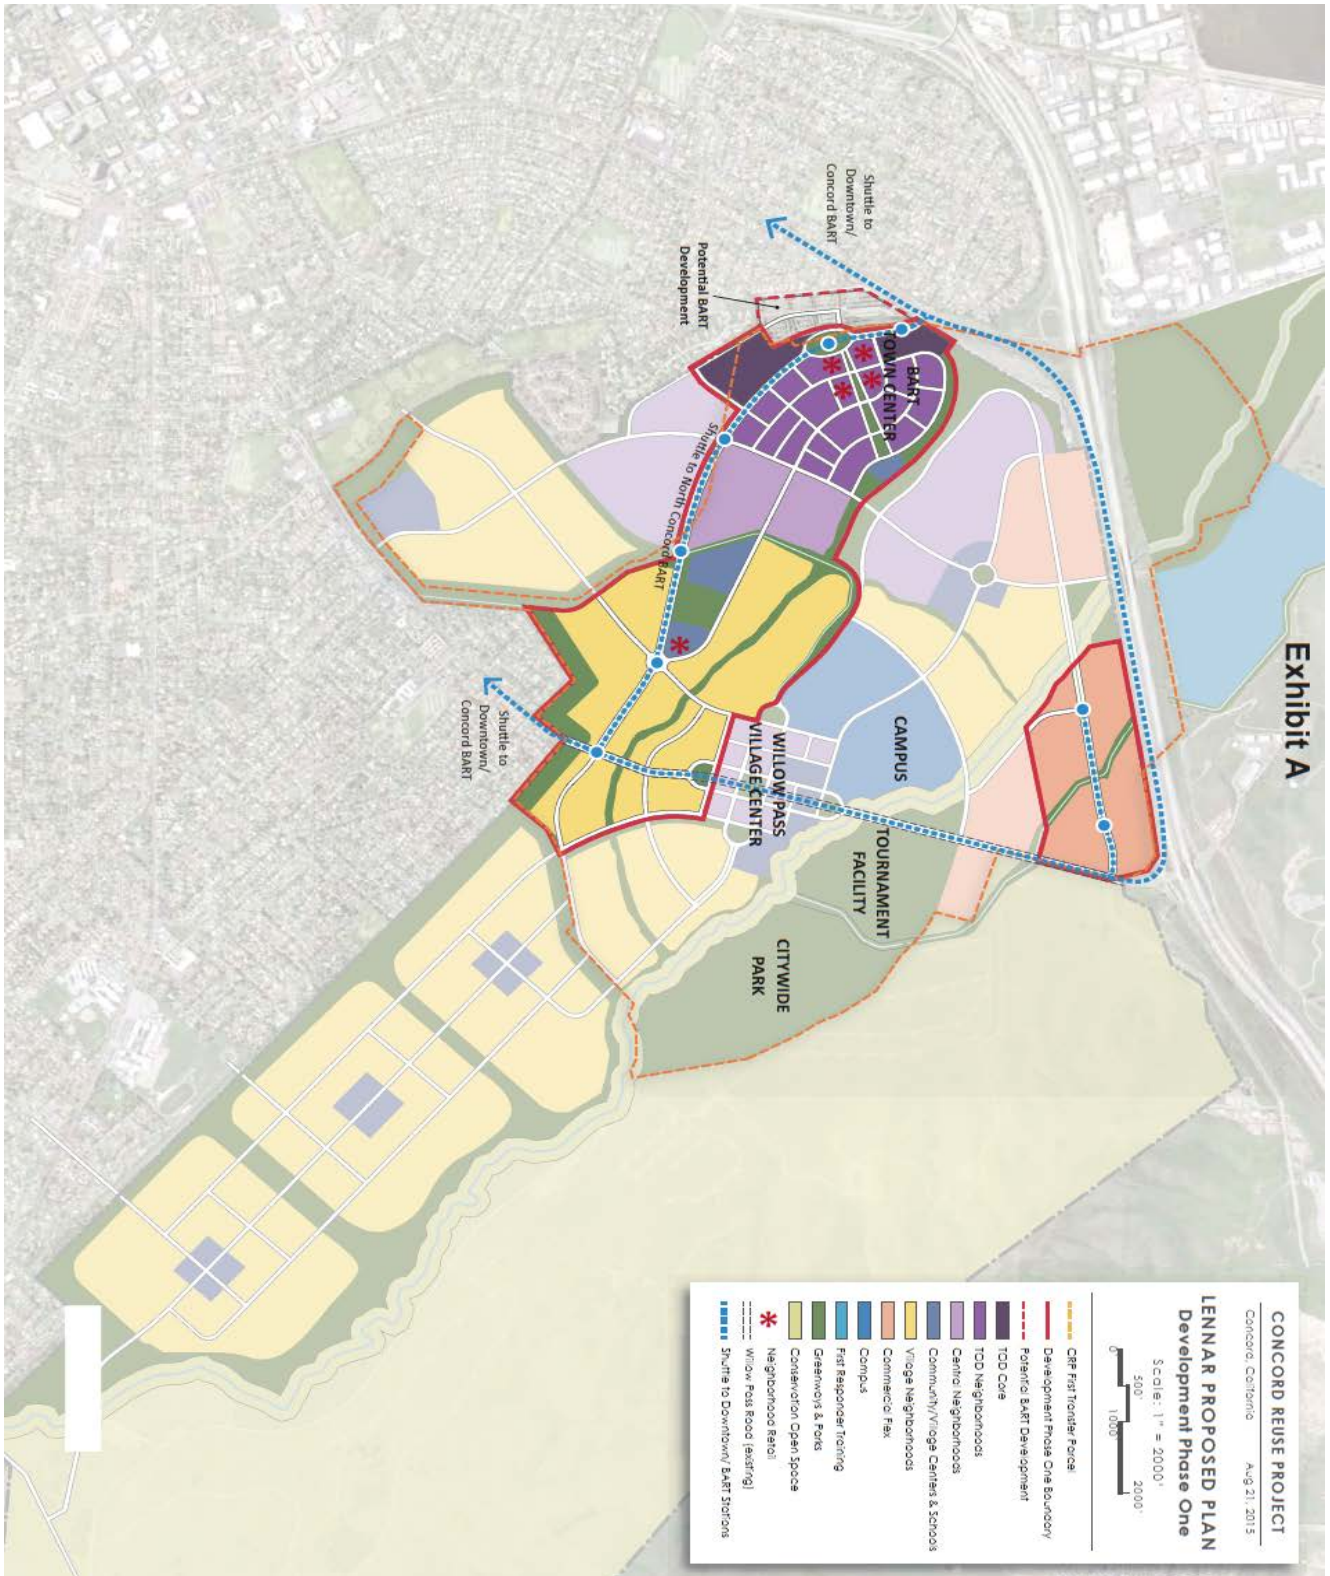 Exhibit A
CONCORD REUSE PROJECT
Concord, California Aug 21, 2015
LENNAR PROPOSED PLAN
Development Phase One
Scale: 1" = 2000'
0 500' 1000' 2000'
CRP First Transfer Parcel
Development Phase One Boundary
Potential BART Development
TOD Core
TOD Neighborhoods
Central Neighborhoods
Community/Village Centers & Schools
Village Neighborhoods
Commercial Flex
Campus
First Responder Training
Greenways & Parks
Conservation Open Space
Neighborhood Retail
Willow Pass Road (existing)
Shuttle to Downtown/ BART Stations
Shuttle to
Downtown/
Concord BART
Potential BART
Development
BART
TOWN CENTER
Shuttle to North Concord BART
CAMPUS
WILLOW PASS
VILLAGE CENTER
TOURNAMENT
FACILITY
CITYWIDE
PARK
Shuttle to
Downtown/
Concord BART